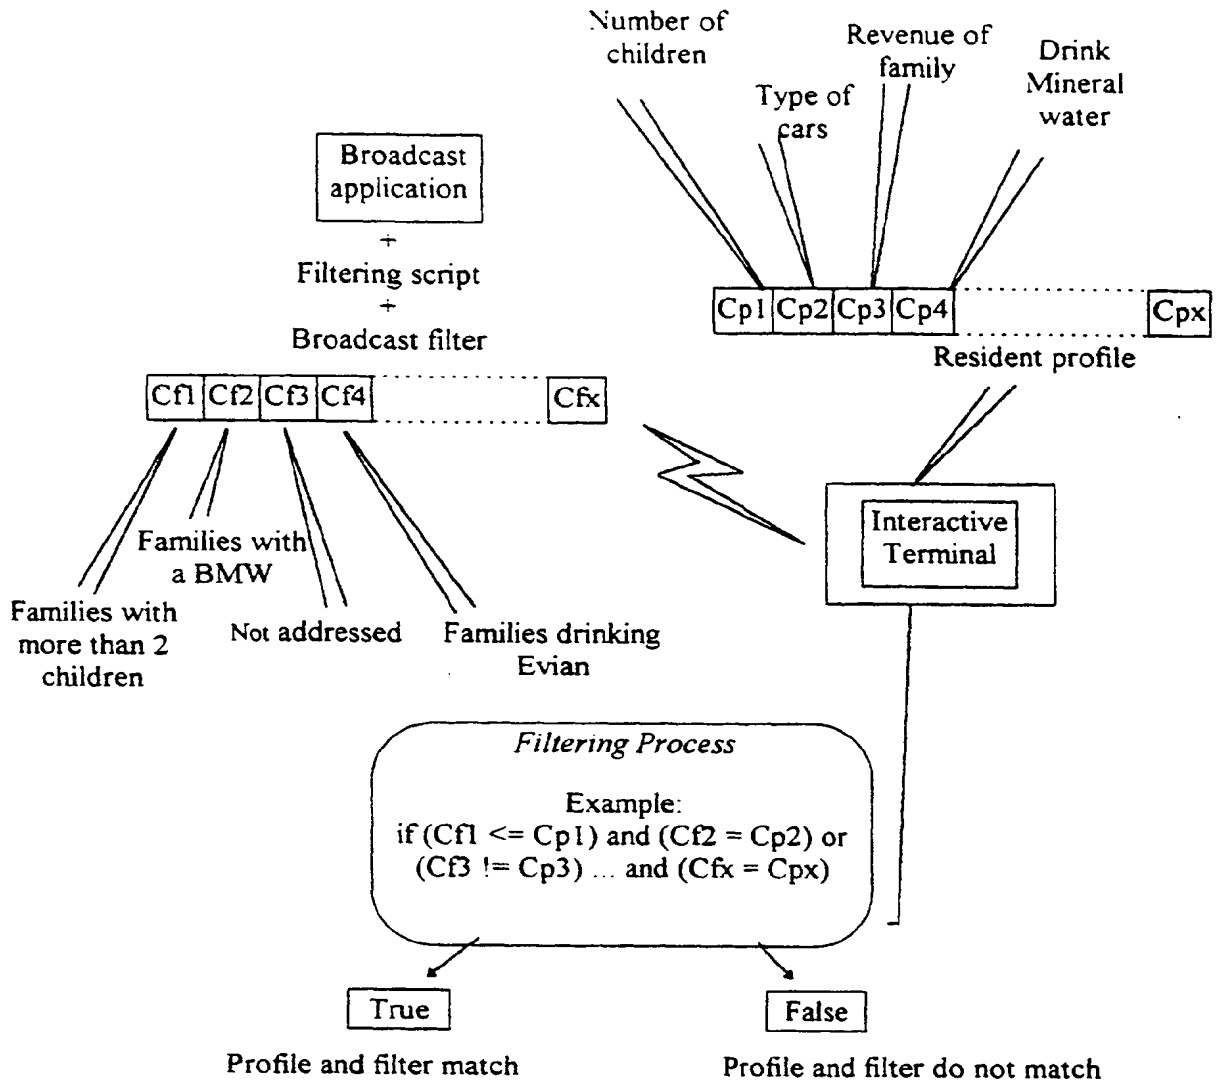 Number of
children
Revenue of
family
Drink
Mineral
water
Type of
cars
Broadcast
application
+
Filtering script
+
Broadcast filter
Cp1 Cp2 Cp3 Cp4 Cpx
Resident profile
Cf1 Cf2 Cf3 Cf4 Cfx
Interactive
Terminal
Families with
a BMW
Families with
more than 2
children
Not addressed
Families drinking
Evian
Filtering Process
Example:
if (Cf1 <= Cp1) and (Cf2 = Cp2) or
(Cf3 != Cp3) ... and (Cfx = Cpx)
True
False
Profile and filter match
Profile and filter do not match